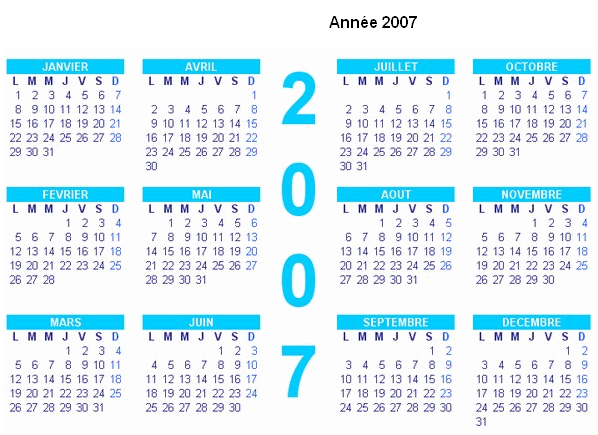 Année 2007
JANVIER
L M M J V S D
1 2 3 4 5 6 7
8 9 10 11 12 13 14
15 16 17 18 19 20 21
22 23 24 25 26 27 28
29 30 31
FEVRIER
L M M J V S D
1 2 3 4
5 6 7 8 9 10 11
12 13 14 15 16 17 18
19 20 21 22 23 24 25
26 27 28
MARS
L M M J V S D
1 2 3 4
5 6 7 8 9 10 11
12 13 14 15 16 17 18
19 20 21 22 23 24 25
26 27 28 29 30 31
AVRIL
L M M J V S D
1
2 3 4 5 6 7 8
9 10 11 12 13 14 15
16 17 18 19 20 21 22
23 24 25 26 27 28 29
30
MAI
L M M J V S D
1 2 3 4 5 6
7 8 9 10 11 12 13
14 15 16 17 18 19 20
21 22 23 24 25 26 27
28 29 30 31
JUIN
L M M J V S D
1 2 3
4 5 6 7 8 9 10
11 12 13 14 15 16 17
18 19 20 21 22 23 24
25 26 27 28 29 30
2
0
0
7
JUILLET
L M M J V S D
1
2 3 4 5 6 7 8
9 10 11 12 13 14 15
16 17 18 19 20 21 22
23 24 25 26 27 28 29
30 31
AOUT
L M M J V S D
1 2 3 4 5
6 7 8 9 10 11 12
13 14 15 16 17 18 19
20 21 22 23 24 25 26
27 28 29 30 31
SEPTEMBRE
L M M J V S D
1 2
3 4 5 6 7 8 9
10 11 12 13 14 15 16
17 18 19 20 21 22 23
24 25 26 27 28 29 30
OCTOBRE
L M M J V S D
1 2 3 4 5 6 7
8 9 10 11 12 13 14
15 16 17 18 19 20 21
22 23 24 25 26 27 28
29 30 31
NOVEMBRE
L M M J V S D
1 2 3 4
5 6 7 8 9 10 11
12 13 14 15 16 17 18
19 20 21 22 23 24 25
26 27 28 29 30
DECEMBRE
L M M J V S D
1 2
3 4 5 6 7 8 9
10 11 12 13 14 15 16
17 18 19 20 21 22 23
24 25 26 27 28 29 30
31